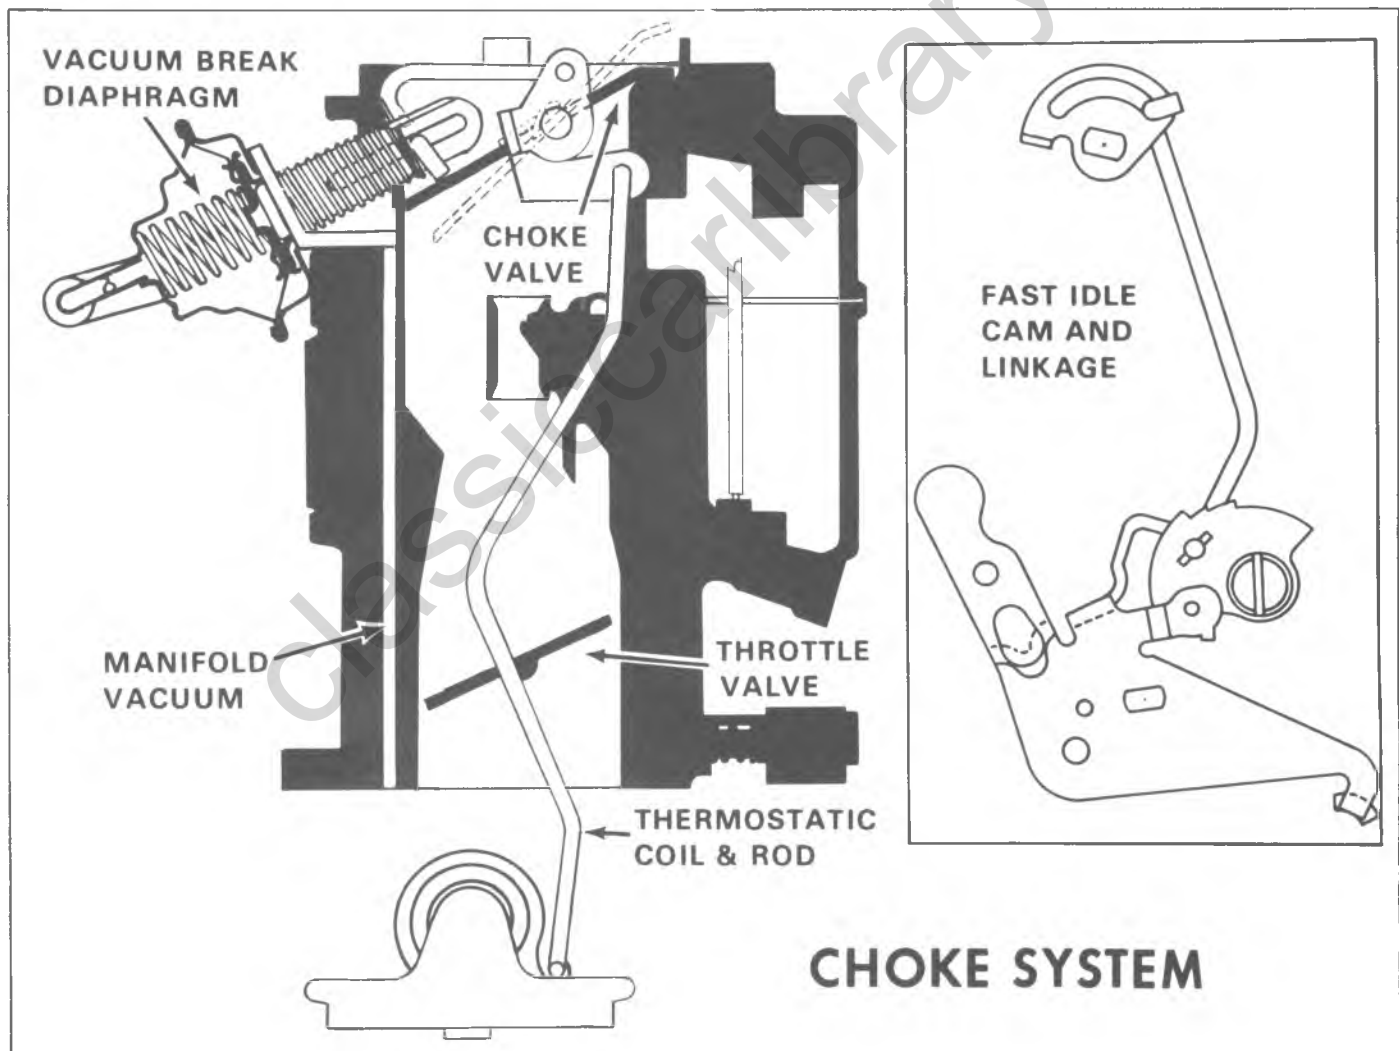 VACUUM BREAK
DIAPHRAGM
CHOKE
VALVE
FAST IDLE
CAM AND
LINKAGE
MANIFOLD
VACUUM
THROTTLE
VALVE
THERMOSTATIC
COIL & ROD
CHOKE SYSTEM
classiccarlibrary